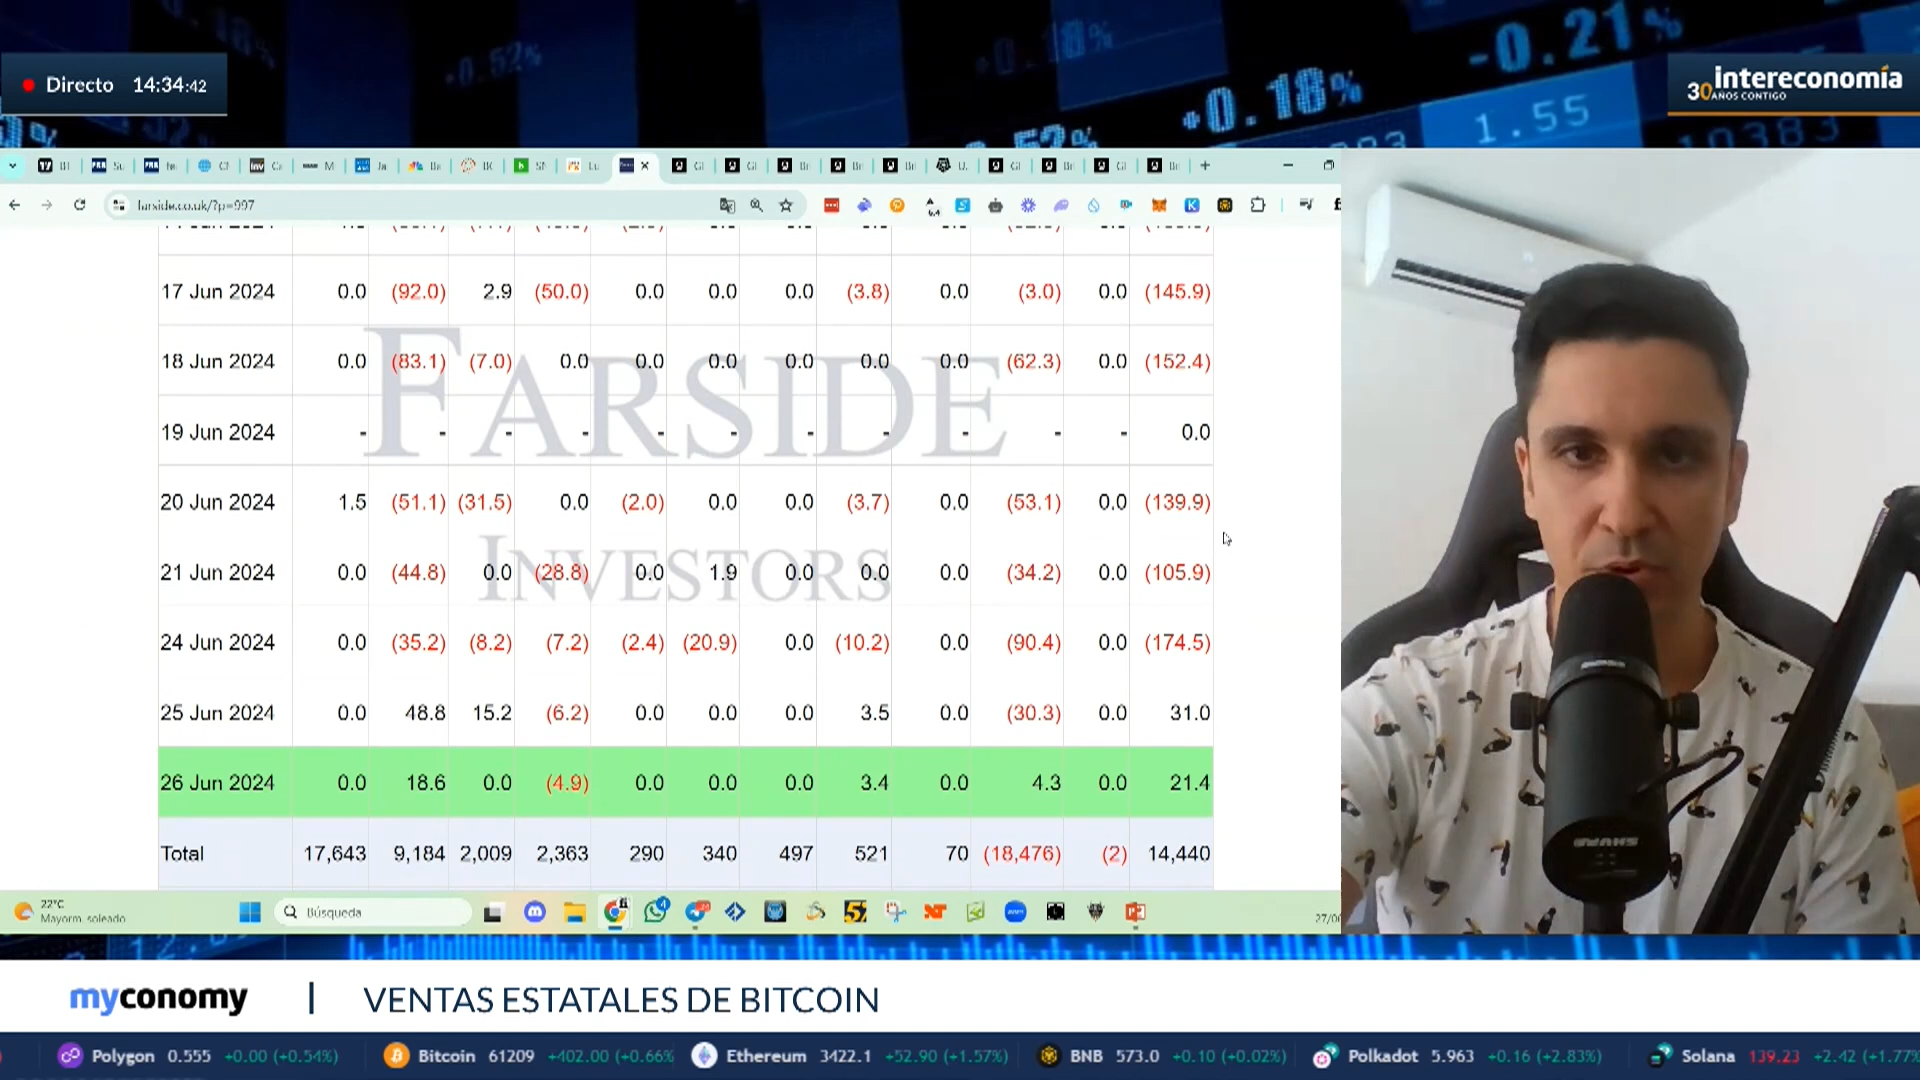 -0.21%
+0.18%
1.55
Directo 14:34:42
intereconomía
30 AÑOS CONTIGO
farside.co.uk/?p=997
17 Jun 2024 0.0 (92.0) 2.9 (50.0) 0.0 0.0 0.0 (3.8) 0.0 (3.0) 0.0 (145.9)
18 Jun 2024 0.0 (83.1) (7.0) 0.0 0.0 0.0 0.0 0.0 0.0 (62.3) 0.0 (152.4)
FARSIDE
19 Jun 2024 - - - - - - - - - - - 0.0
20 Jun 2024 1.5 (51.1) (31.5) 0.0 (2.0) 0.0 0.0 (3.7) 0.0 (53.1) 0.0 (139.9)
INVESTORS
21 Jun 2024 0.0 (44.8) 0.0 (28.8) 0.0 1.9 0.0 0.0 0.0 (34.2) 0.0 (105.9)
24 Jun 2024 0.0 (35.2) (8.2) (7.2) (2.4) (20.9) 0.0 (10.2) 0.0 (90.4) 0.0 (174.5)
25 Jun 2024 0.0 48.8 15.2 (6.2) 0.0 0.0 0.0 3.5 0.0 (30.3) 0.0 31.0
26 Jun 2024 0.0 18.6 0.0 (4.9) 0.0 0.0 0.0 3.4 0.0 4.3 0.0 21.4
Total 17,643 9,184 2,009 2,363 290 340 497 521 70 (18,476) (2) 14,440
22°C
Mayorm. soleado
Búsqueda
myconomy | VENTAS ESTATALES DE BITCOIN
Polygon 0.555 +0.00 (+0.54%) Bitcoin 61209 +402.00 (+0.66% Ethereum 3422.1 +52.90 (+1.57%) BNB 573.0 +0.10 (+0.02%) Polkadot 5.963 +0.16 (+2.83%) Solana 139.23 +2.42 (+1.77%